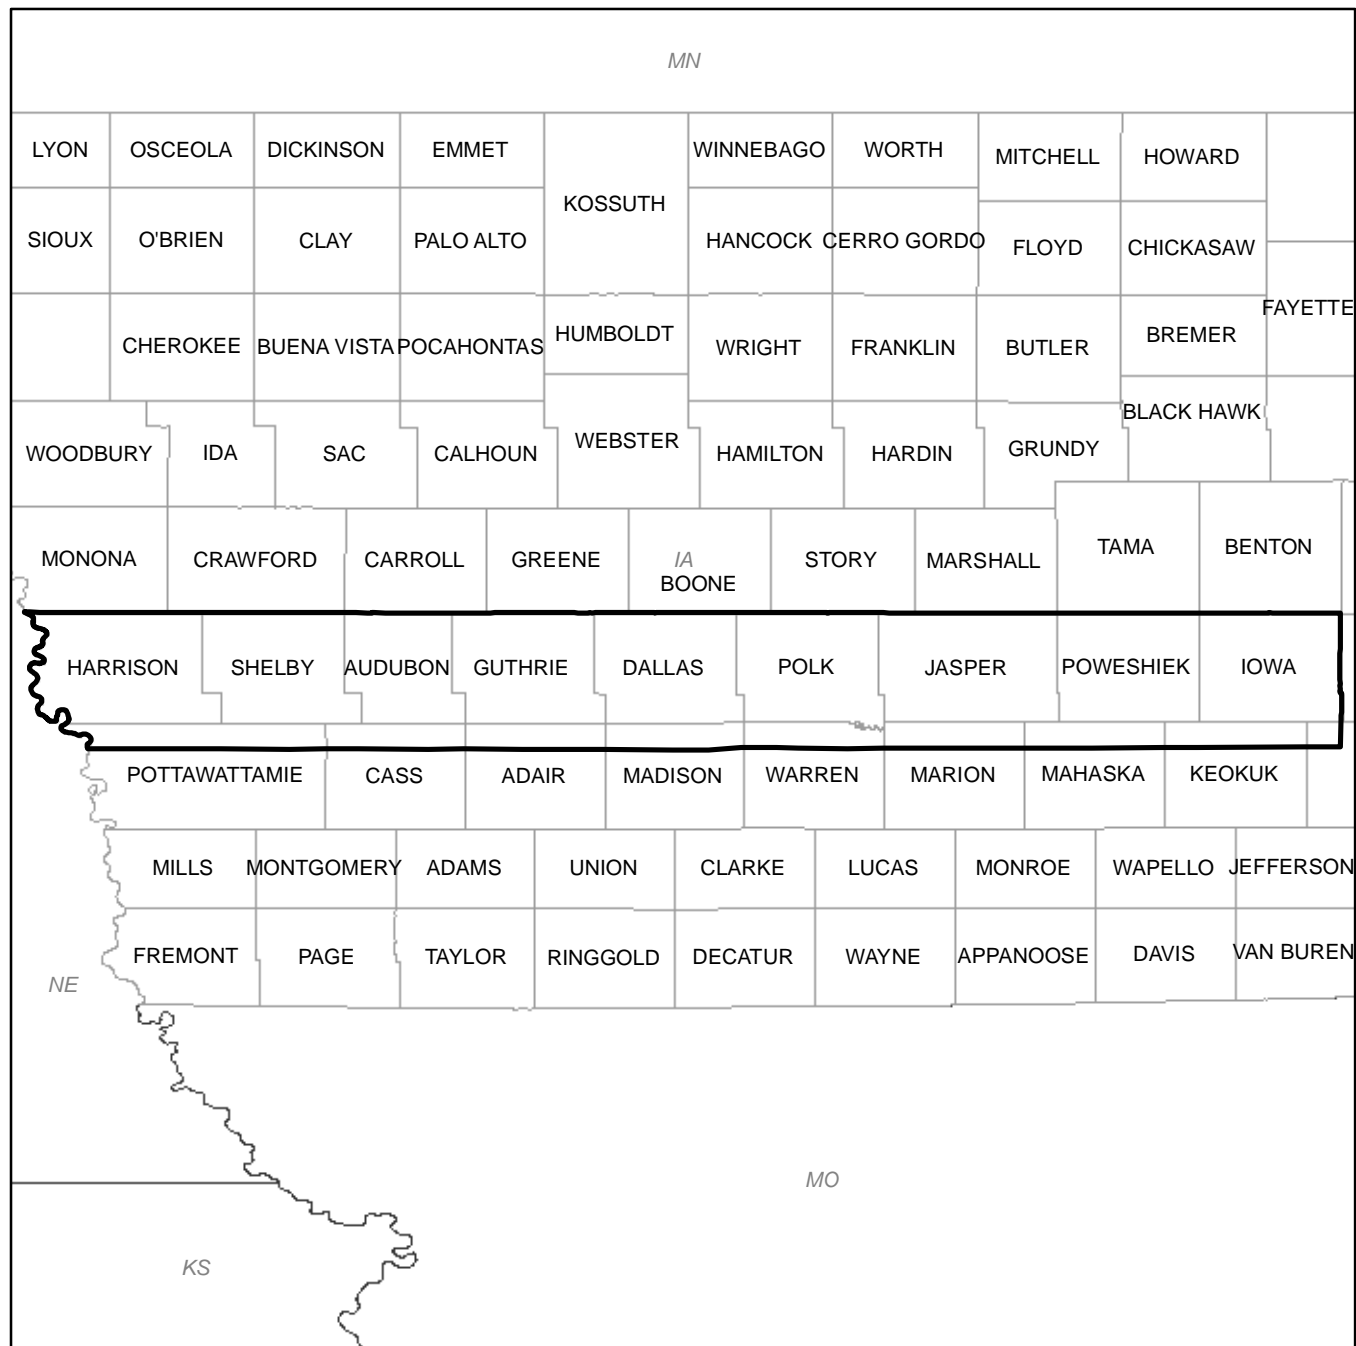 MN
LYON OSCEOLA DICKINSON EMMET WINNEBAGO WORTH MITCHELL HOWARD
KOSSUTH
SIOUX O'BRIEN CLAY PALO ALTO HANCOCK CERRO GORDO FLOYD CHICKASAW
FAYETTE
CHEROKEE BUENA VISTA POCAHONTAS HUMBOLDT WRIGHT FRANKLIN BUTLER BREMER
BLACK HAWK
WOODBURY IDA SAC CALHOUN WEBSTER HAMILTON HARDIN GRUNDY
MONONA CRAWFORD CARROLL GREENE IA STORY MARSHALL TAMA BENTON
BOONE
HARRISON SHELBY AUDUBON GUTHRIE DALLAS POLK JASPER POWESHIEK IOWA
POTTAWATTAMIE CASS ADAIR MADISON WARREN MARION MAHASKA KEOKUK
MILLS MONTGOMERY ADAMS UNION CLARKE LUCAS MONROE WAPELLO JEFFERSON
FREMONT PAGE TAYLOR RINGGOLD DECATUR WAYNE APPANOOSE DAVIS VAN BUREN
NE
MO
KS